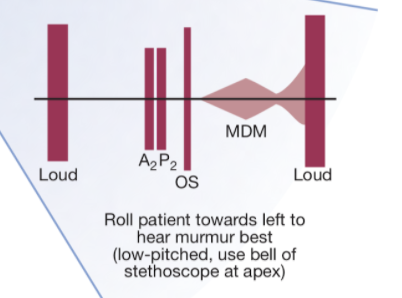 MDM
A₂P₂
Loud
OS
Loud
Roll patient towards left to
hear murmur best
(low-pitched, use bell of
stethoscope at apex)